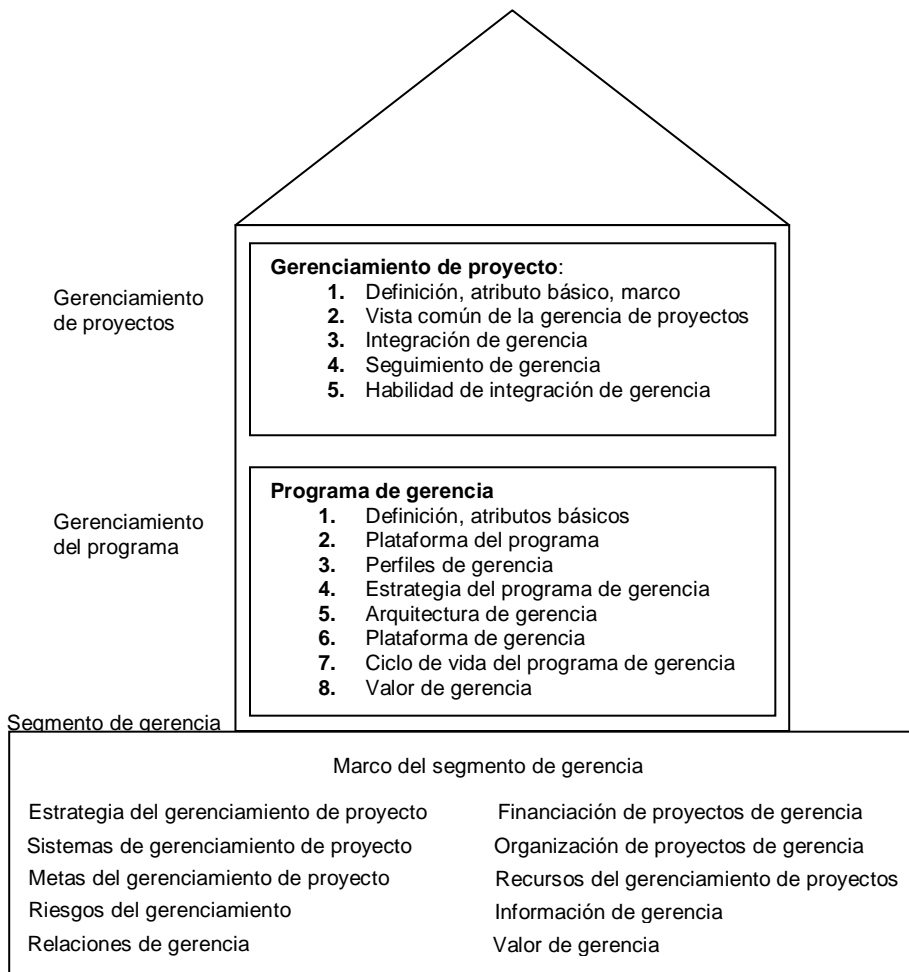 Gerenciamiento
de proyectos
Gerenciamiento de proyecto:
1. Definición, atributo básico, marco
2. Vista común de la gerencia de proyectos
3. Integración de gerencia
4. Seguimiento de gerencia
5. Habilidad de integración de gerencia
Gerenciamiento
del programa
Programa de gerencia
1. Definición, atributos básicos
2. Plataforma del programa
3. Perfiles de gerencia
4. Estrategia del programa de gerencia
5. Arquitectura de gerencia
6. Plataforma de gerencia
7. Ciclo de vida del programa de gerencia
8. Valor de gerencia
Segmento de gerencia
Marco del segmento de gerencia
Estrategia del gerenciamiento de proyecto
Sistemas de gerenciamiento de proyecto
Metas del gerenciamiento de proyecto
Riesgos del gerenciamiento
Relaciones de gerencia
Financiación de proyectos de gerencia
Organización de proyectos de gerencia
Recursos del gerenciamiento de proyectos
Información de gerencia
Valor de gerencia